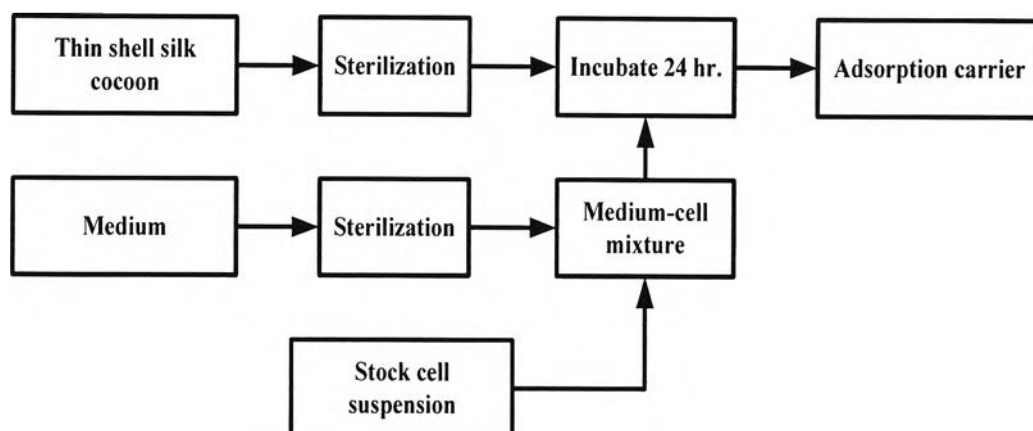 Thin shell silk
cocoon
Sterilization
Incubate 24 hr.
Adsorption carrier
Medium
Sterilization
Medium-cell
mixture
Stock cell
suspension